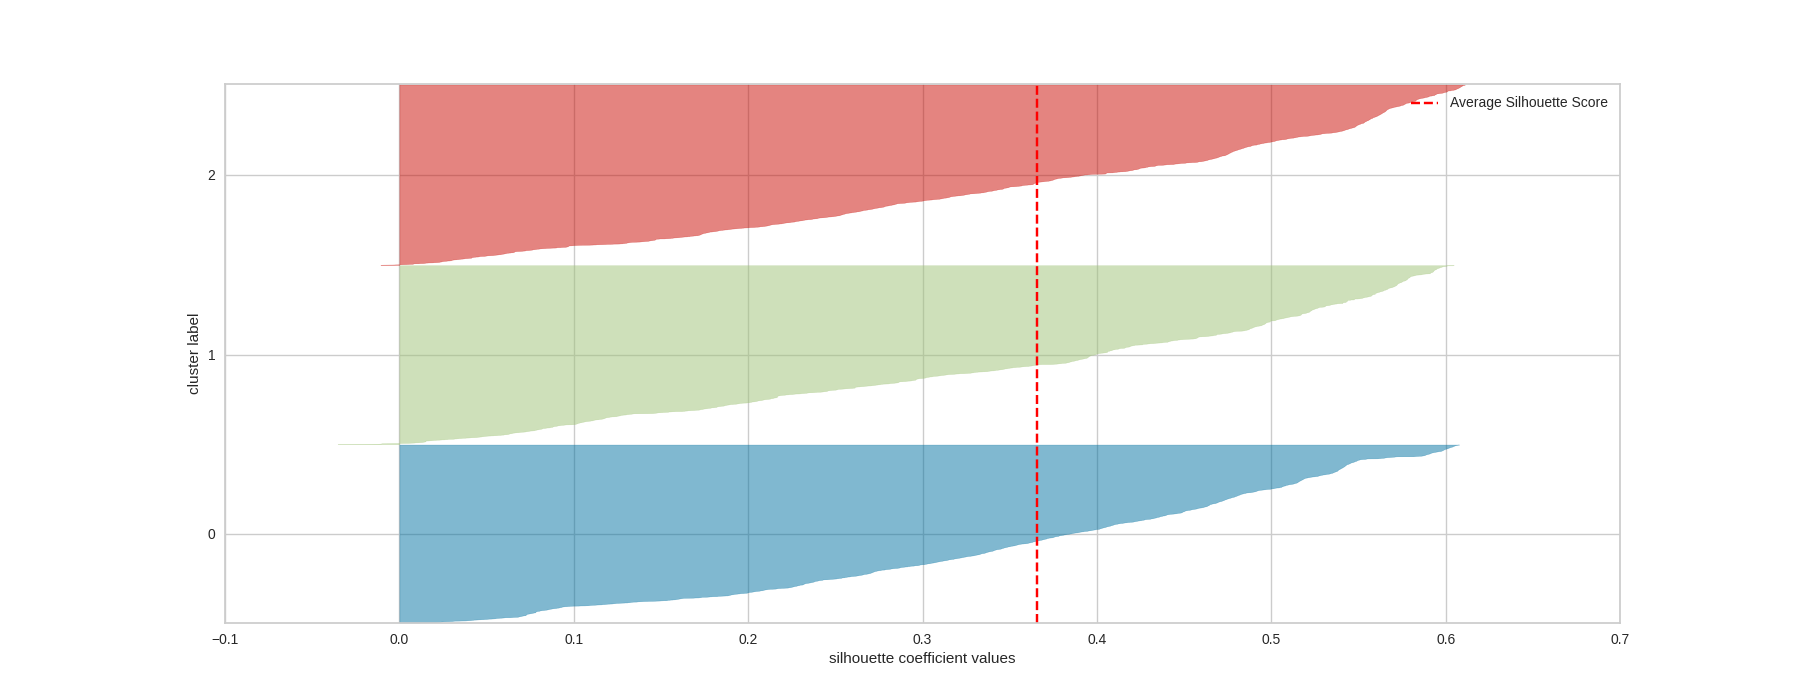 Average Silhouette Score
2
1
0
cluster label
−0.1 0.0 0.1 0.2 0.3 0.4 0.5 0.6 0.7
silhouette coefficient values